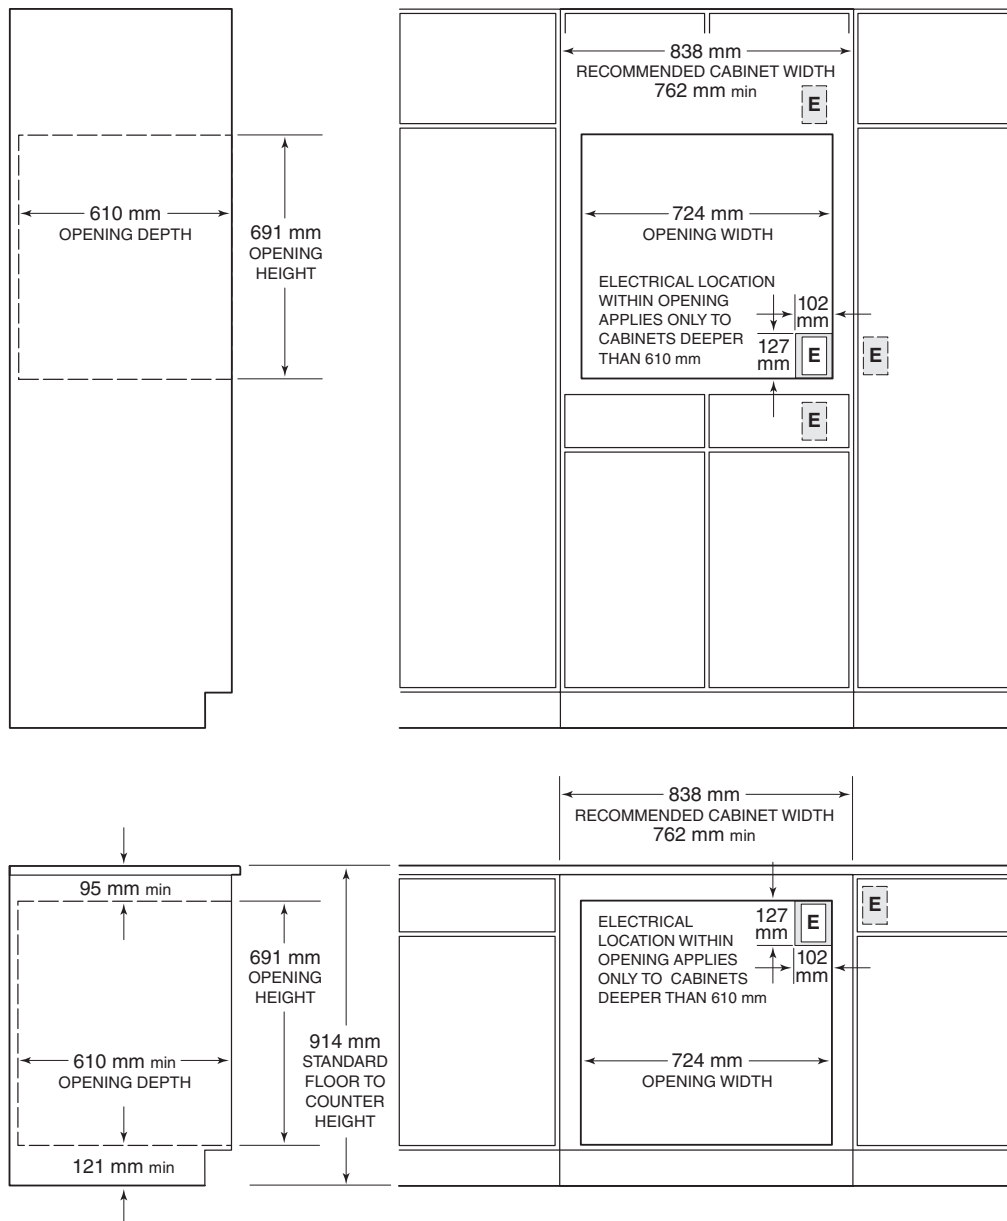 838 mm
RECOMMENDED CABINET WIDTH
762 mm min
E
610 mm
OPENING DEPTH
691 mm
OPENING
HEIGHT
724 mm
OPENING WIDTH
ELECTRICAL LOCATION
WITHIN OPENING
APPLIES ONLY TO
CABINETS DEEPER
THAN 610 mm
102
mm
127
mm
E
E
E
838 mm
RECOMMENDED CABINET WIDTH
762 mm min
95 mm min
691 mm
OPENING
HEIGHT
914 mm
STANDARD
FLOOR TO
COUNTER
HEIGHT
610 mm min
OPENING DEPTH
121 mm min
ELECTRICAL
LOCATION WITHIN
OPENING APPLIES
ONLY TO CABINETS
DEEPER THAN 610 mm
127
mm
E
102
mm
E
724 mm
OPENING WIDTH